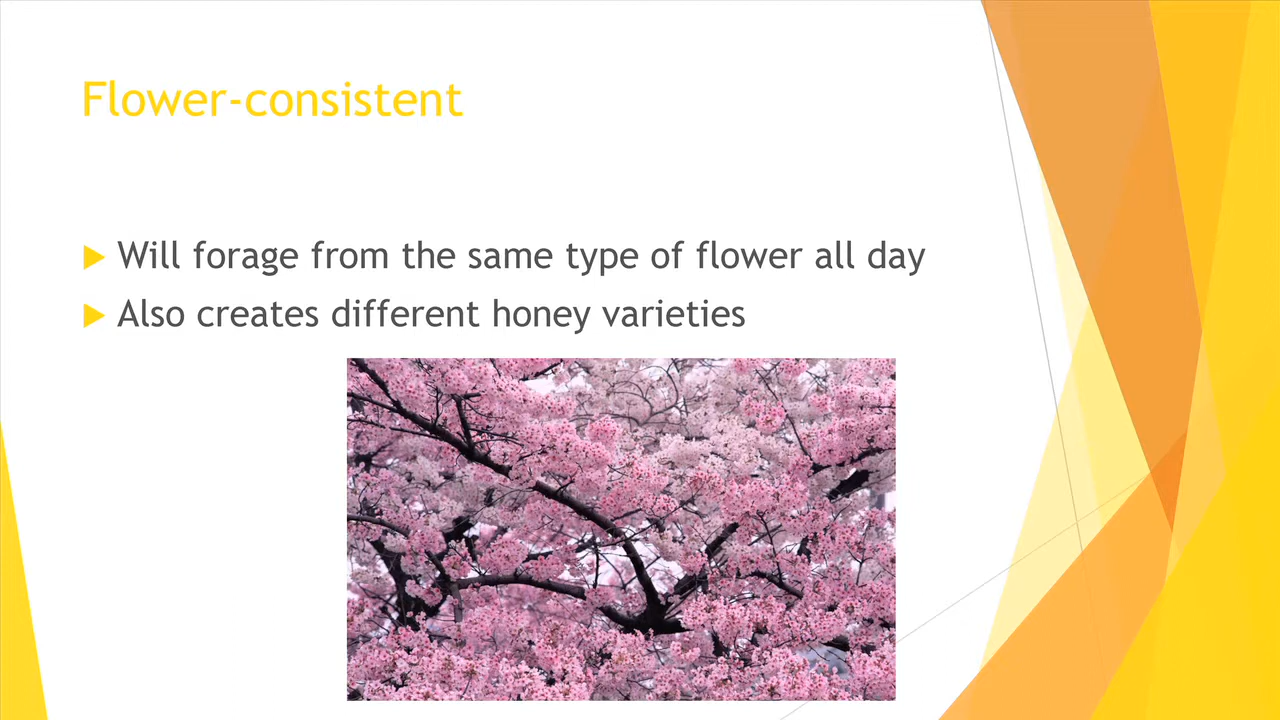 Flower-consistent
Will forage from the same type of flower all day
Also creates different honey varieties